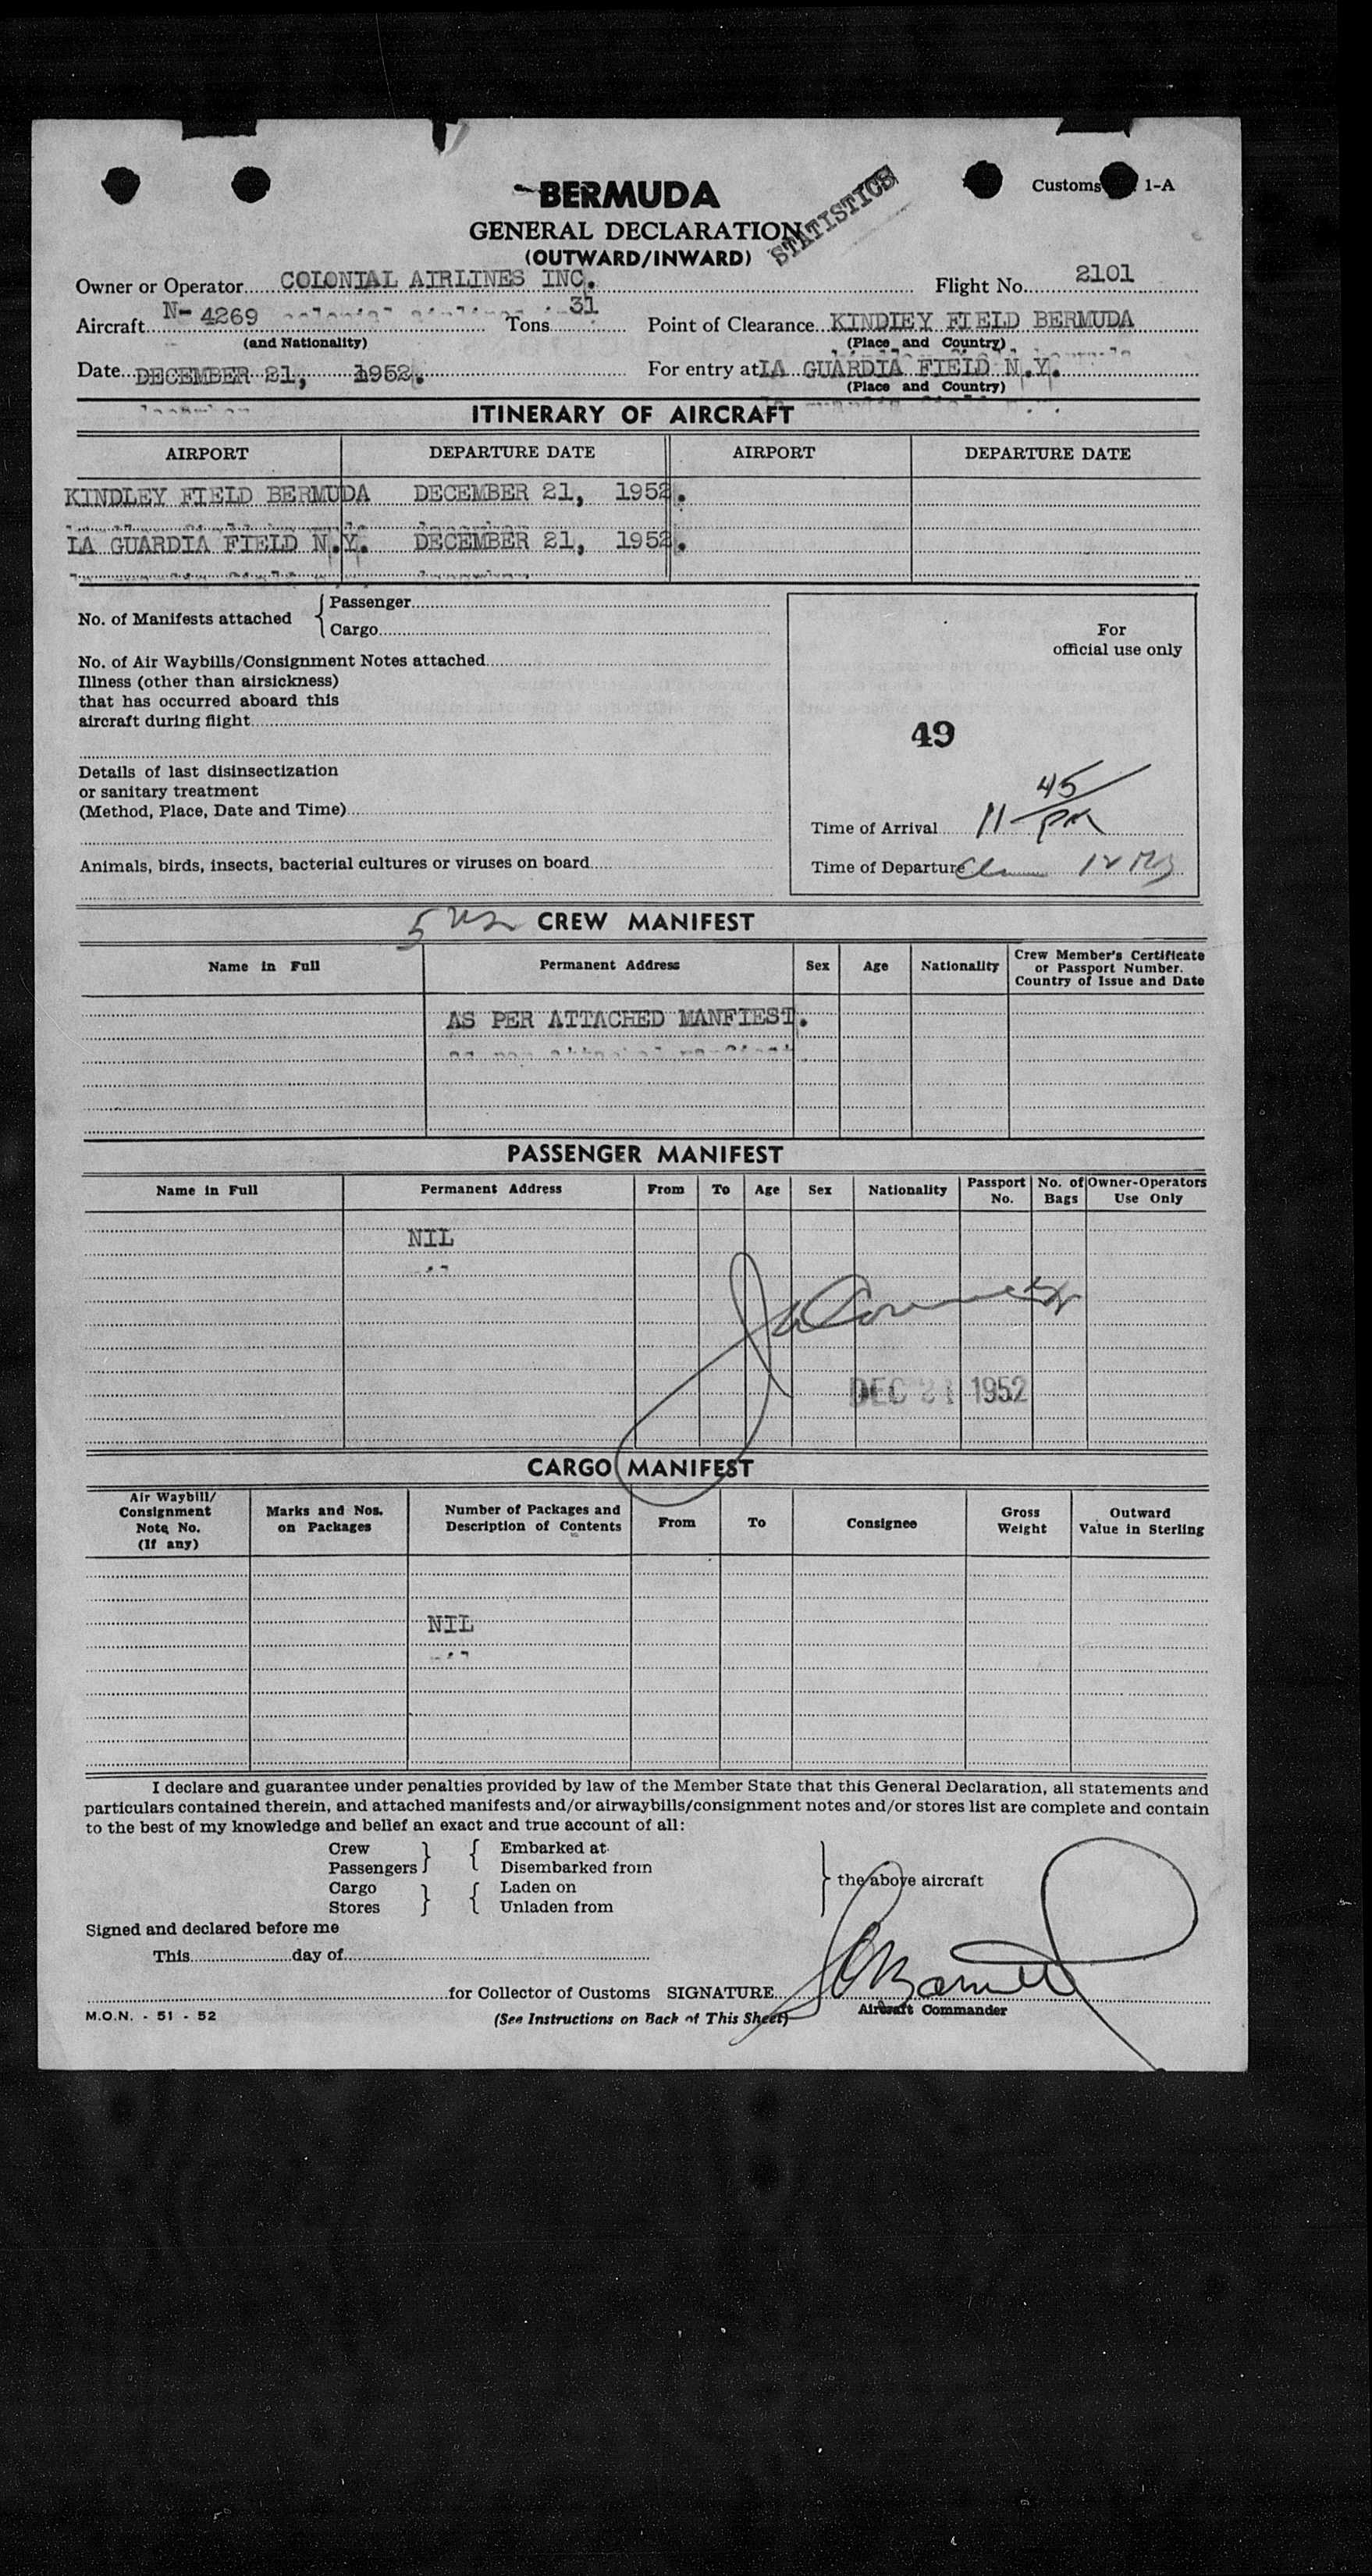 BERMUDA
Customs 1-A
GENERAL DECLARATION
STATISTICS
(OUTWARD/INWARD)
Owner or Operator COLONIAL AIRLINES INC. Flight No. 2101
Aircraft N- 4269 Tons 31 Point of Clearance KINDLEY FIELD BERMUDA
(and Nationality) (Place and Country)
Date DECEMBER 21, 1952. For entry at LA GUARDIA FIELD N.Y.
(Place and Country)
ITINERARY OF AIRCRAFT
AIRPORT DEPARTURE DATE AIRPORT DEPARTURE DATE
KINDLEY FIELD BERMUDA DECEMBER 21, 1952.
LA GUARDIA FIELD N.Y. DECEMBER 21, 1952.
No. of Manifests attached { Passenger
Cargo
For
official use only
No. of Air Waybills/Consignment Notes attached
Illness (other than airsickness)
that has occurred aboard this
aircraft during flight
49
Details of last disinsectization
or sanitary treatment
(Method, Place, Date and Time)
Time of Arrival 11 45/PM
Animals, birds, insects, bacterial cultures or viruses on board
Time of Departure 12
5 CREW MANIFEST
Name in Full Permanent Address Sex Age Nationality Crew Member's Certificate
or Passport Number.
Country of Issue and Date
AS PER ATTACHED MANFIEST.
PASSENGER MANIFEST
Name in Full Permanent Address From To Age Sex Nationality Passport No. No. of Bags Owner-Operators Use Only
NIL
DEC 21 1952
CARGO MANIFEST
Air Waybill/
Consignment
Note No.
(If any)
Marks and Nos.
on Packages
Number of Packages and
Description of Contents
From To Consignee
Gross
Weight
Outward
Value in Sterling
NIL
I declare and guarantee under penalties provided by law of the Member State that this General Declaration, all statements and
particulars contained therein, and attached manifests and/or airwaybills/consignment notes and/or stores list are complete and contain
to the best of my knowledge and belief an exact and true account of all:
Crew } { Embarked at
Passengers Disembarked from
Cargo } { Laden on } the above aircraft
Stores Unladen from
Signed and declared before me
This day of
for Collector of Customs SIGNATURE
Aircraft Commander
M.O.N. - 51 - 52 (See Instructions on Back of This Sheet)